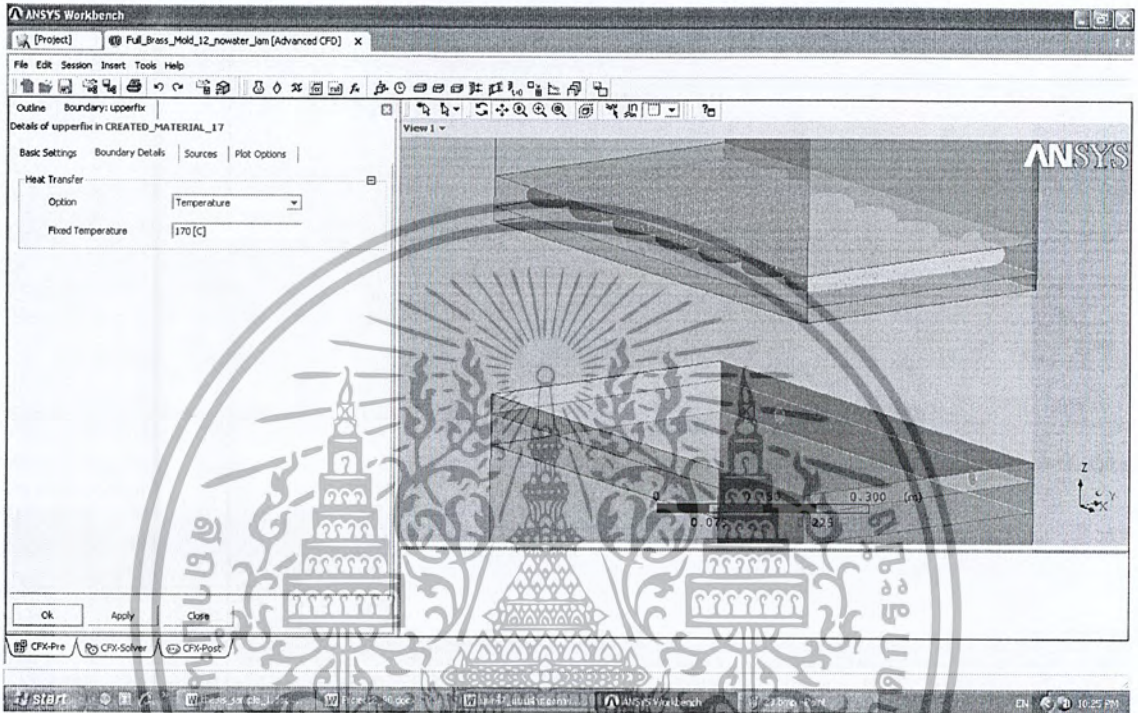 ANSYS Workbench
[Project] Full_Brass_Mold_12_nowater_lam [Advanced CFD] x
File Edit Session Insert Tools Help
Outline Boundary: upperfix
Details of upperfix in CREATED_MATERIAL_17
Basic Settings Boundary Details Sources Plot Options
Heat Transfer
Option Temperature
Fixed Temperature 170 [C]
View 1
ANSYS
0 0.300 (m)
0.225
Z
Y
X
Ok Apply Close
CFX-Pre CFX-Solver CFX-Post
start ANSYS Workbench EN 10:25 PM